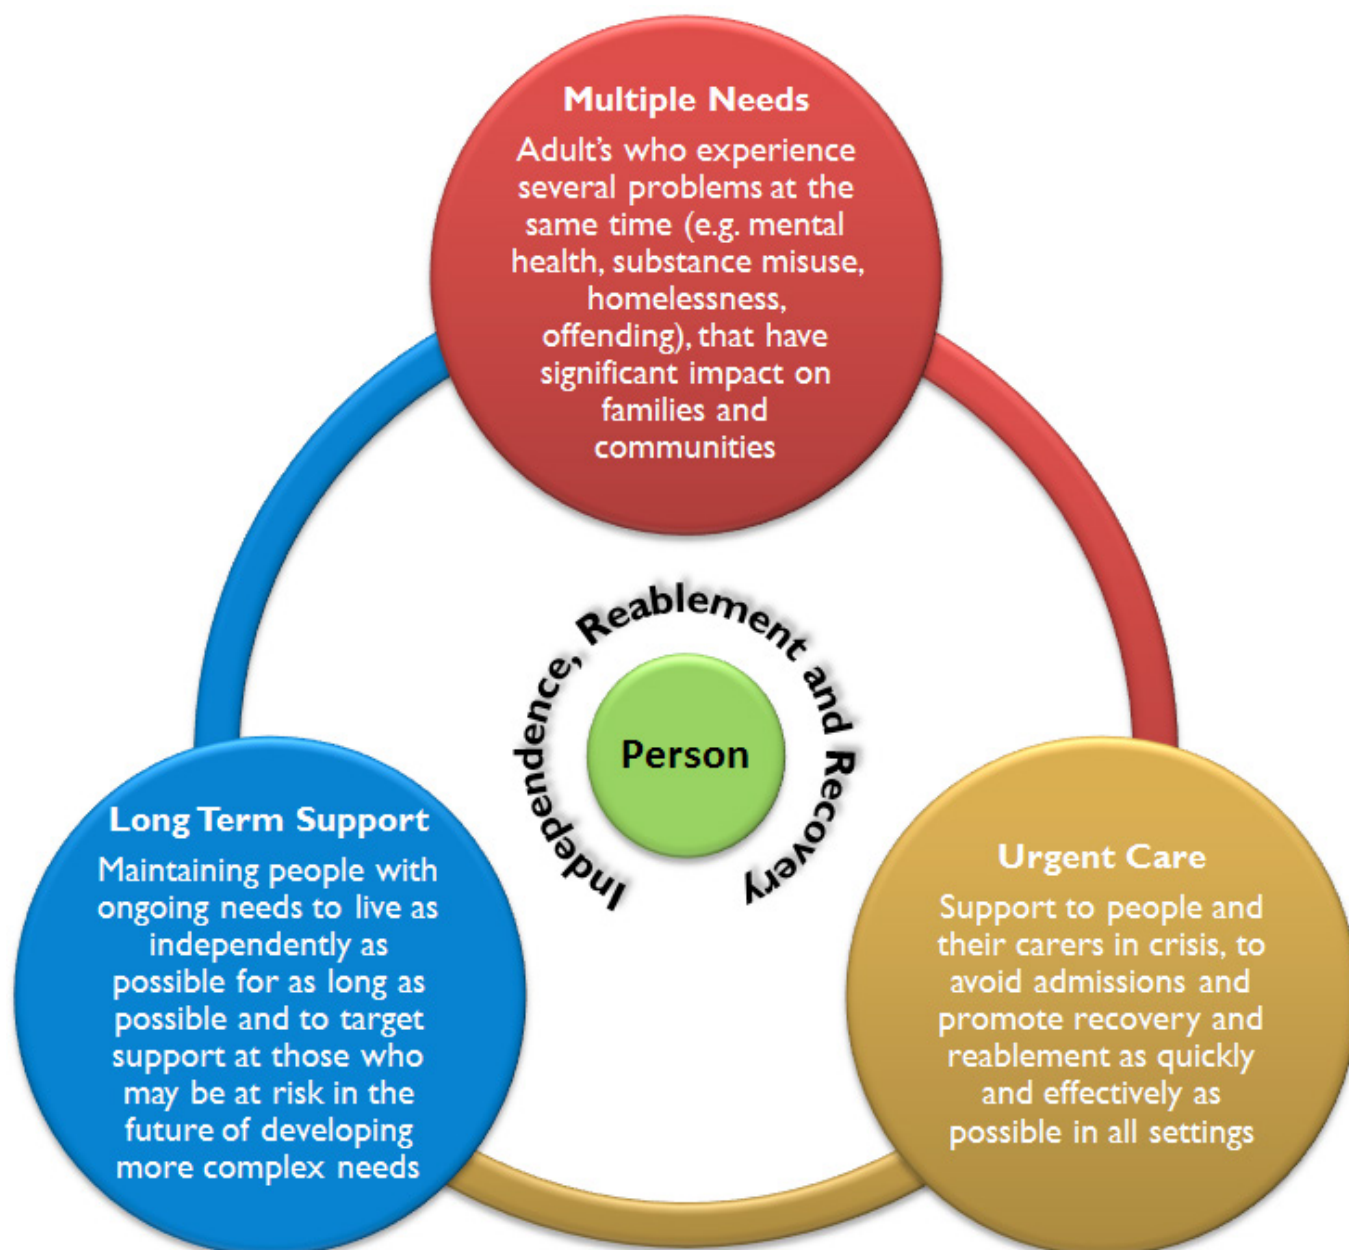 Multiple Needs
Adult's who experience
several problems at the
same time (e.g. mental
health, substance misuse,
homelessness,
offending), that have
significant impact on
families and
communities
Independence, Reablement and Recovery
Person
Long Term Support
Maintaining people with
ongoing needs to live as
independently as
possible for as long as
possible and to target
support at those who
may be at risk in the
future of developing
more complex needs
Urgent Care
Support to people and
their carers in crisis, to
avoid admissions and
promote recovery and
reablement as quickly
and effectively as
possible in all settings